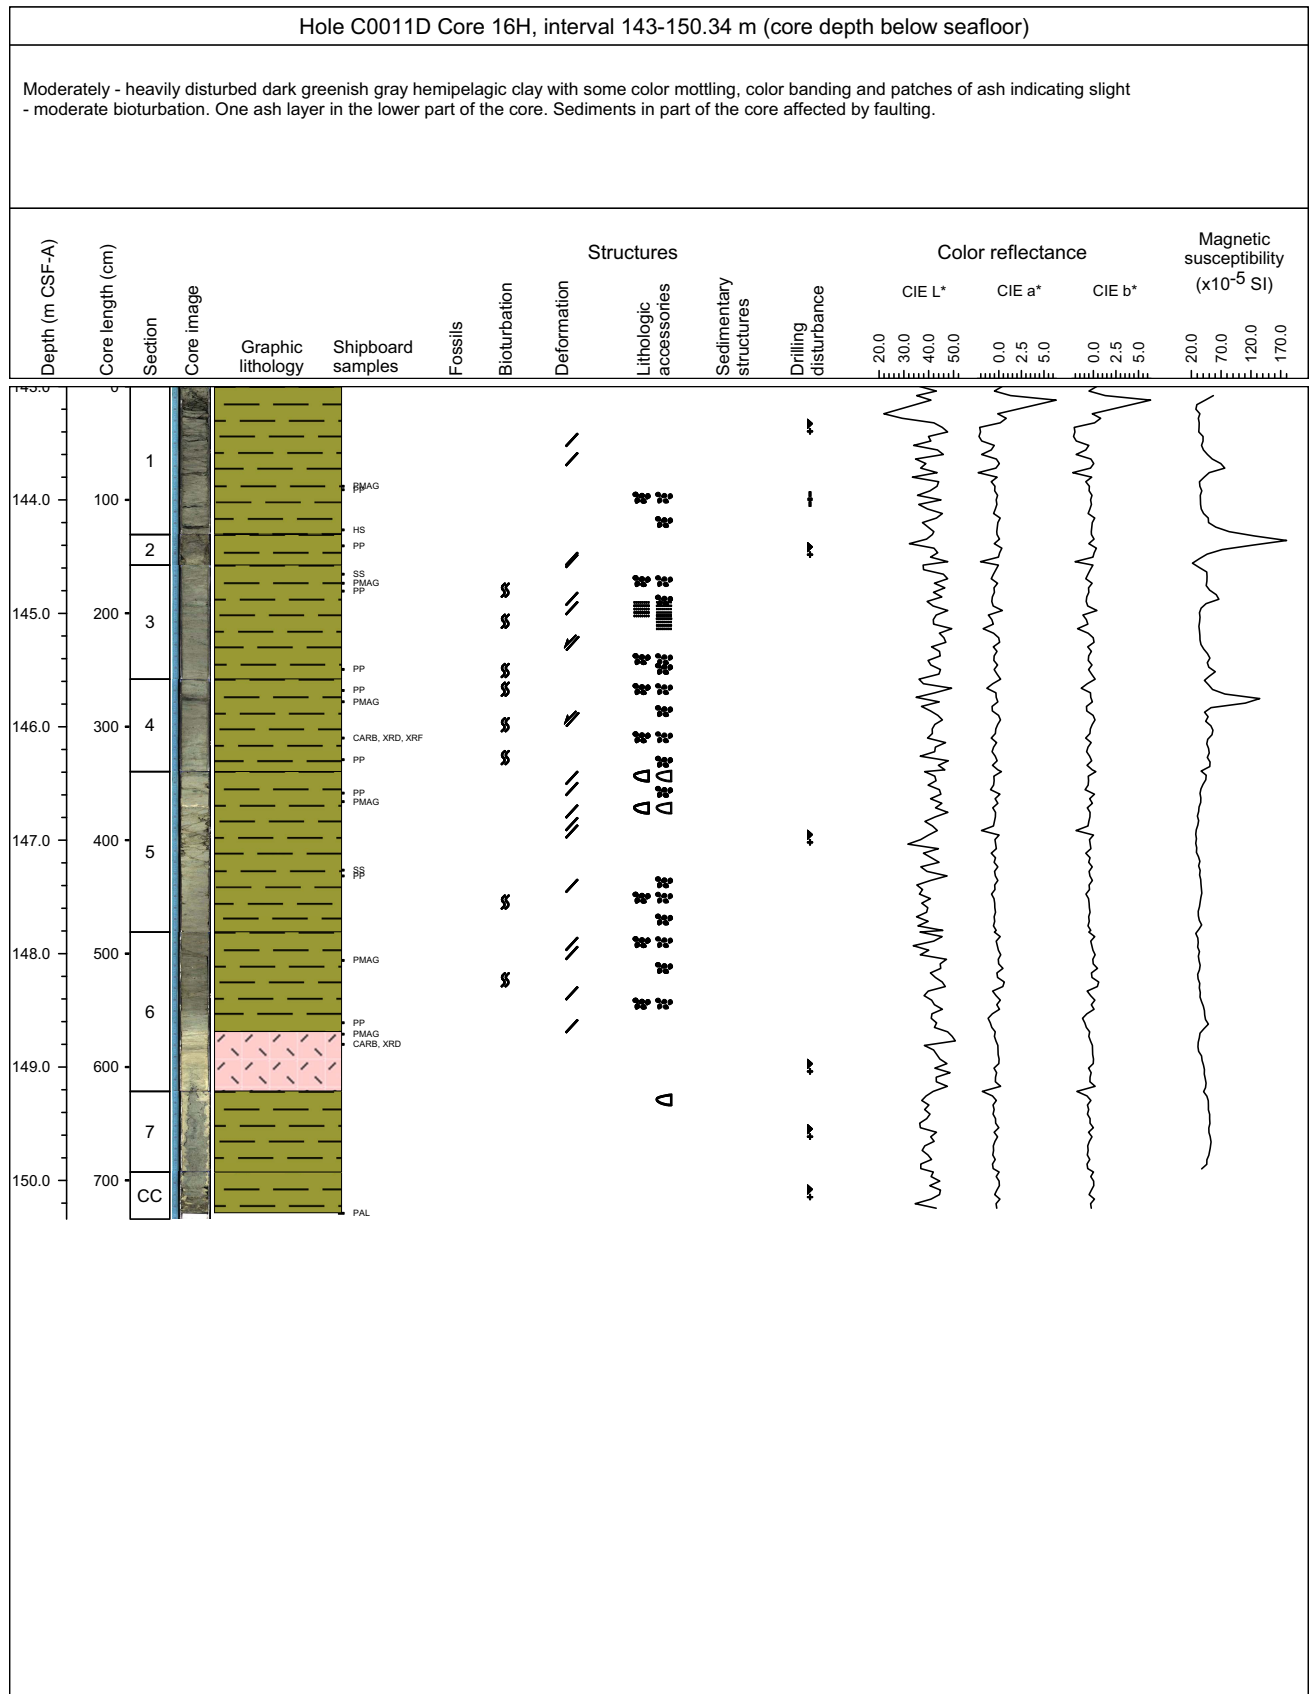 Hole C0011D Core 16H, interval 143-150.34 m (core depth below seafloor)
Moderately - heavily disturbed dark greenish gray hemipelagic clay with some color mottling, color banding and patches of ash indicating slight
- moderate bioturbation. One ash layer in the lower part of the core. Sediments in part of the core affected by faulting.
Depth (m CSF-A)
Core length (cm)
Section
Core image
Graphic
lithology
Shipboard
samples
Fossils
Structures
Bioturbation
Deformation
Lithologic
accessories
Sedimentary
structures
Drilling
disturbance
Color reflectance
CIE L*
CIE a*
CIE b*
Magnetic
susceptibility
(x10-5 SI)
20.0 30.0 40.0 50.0
0.0 2.5 5.0
0.0 2.5 5.0
20.0 70.0 120.0 170.0
143.0 0
1
PMAG
PP
144.0 100
HS
2
PP
SS
PMAG
PP
145.0 200
3
PP
PP
PMAG
146.0 300
4
CARB, XRD, XRF
PP
PP
PMAG
147.0 400
5
SS
PP
148.0 500
PMAG
6
PP
PMAG
CARB, XRD
149.0 600
7
150.0 700
CC
PAL